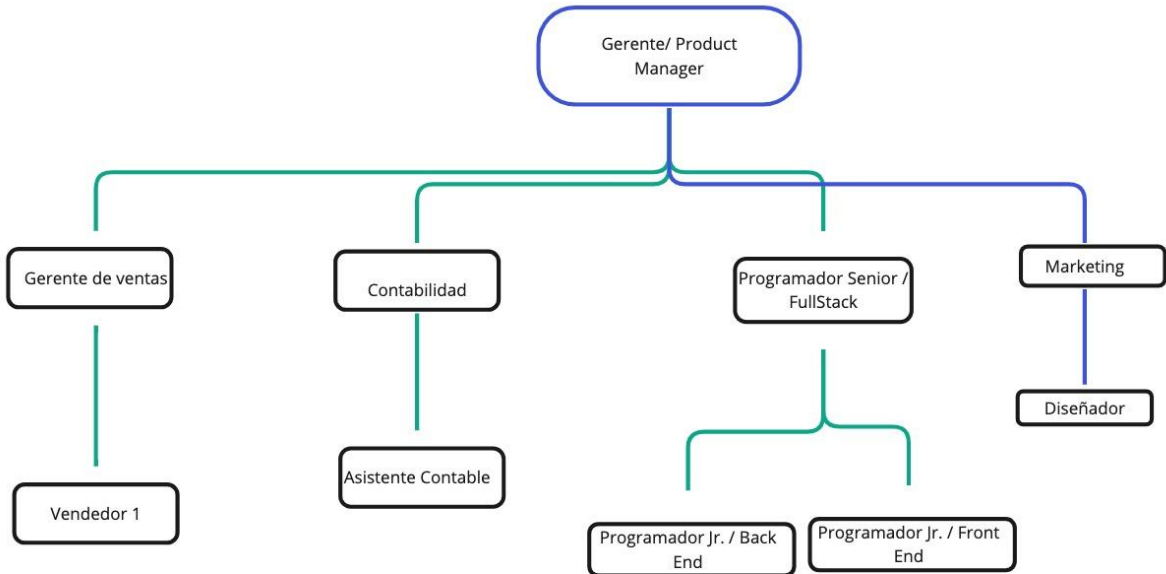 Gerente/ Product
Manager
Gerente de ventas
Contabilidad
Programador Senior /
FullStack
Marketing
Diseñador
Asistente Contable
Vendedor 1
Programador Jr. / Back
End
Programador Jr. / Front
End